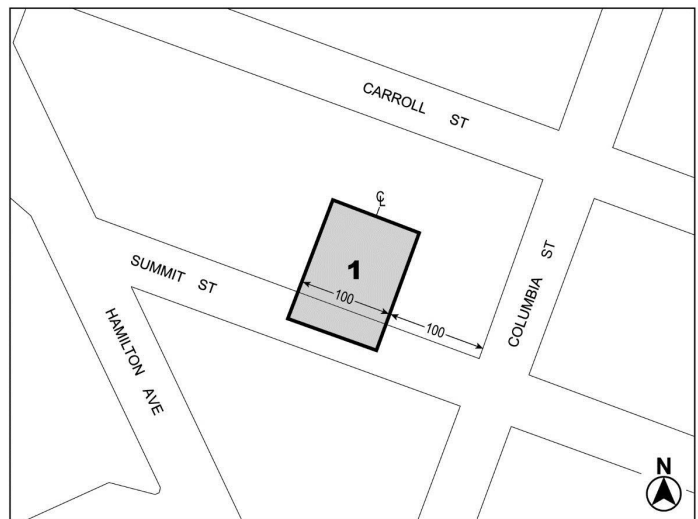 CARROLL ST
℄
1
100
100
SUMMIT ST
HAMILTON AVE
COLUMBIA ST
N